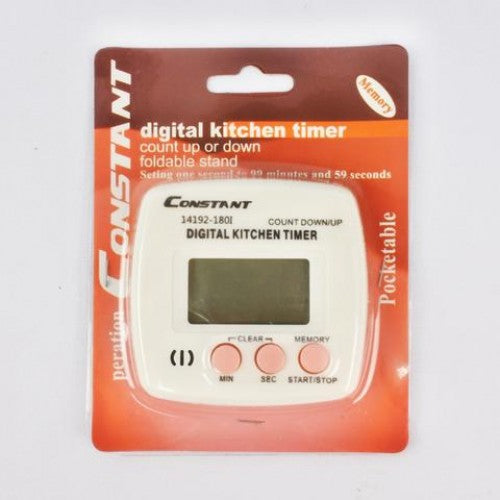 Memory
digital kitchen timer
count up or down
foldable stand
Seting one second to 99 minutes and 59 seconds
CONSTANT
peration
Pocketable
CONSTANT
14192-180I
COUNT DOWN/UP
DIGITAL KITCHEN TIMER
CLEAR
MEMORY
MIN
SEC
START/STOP